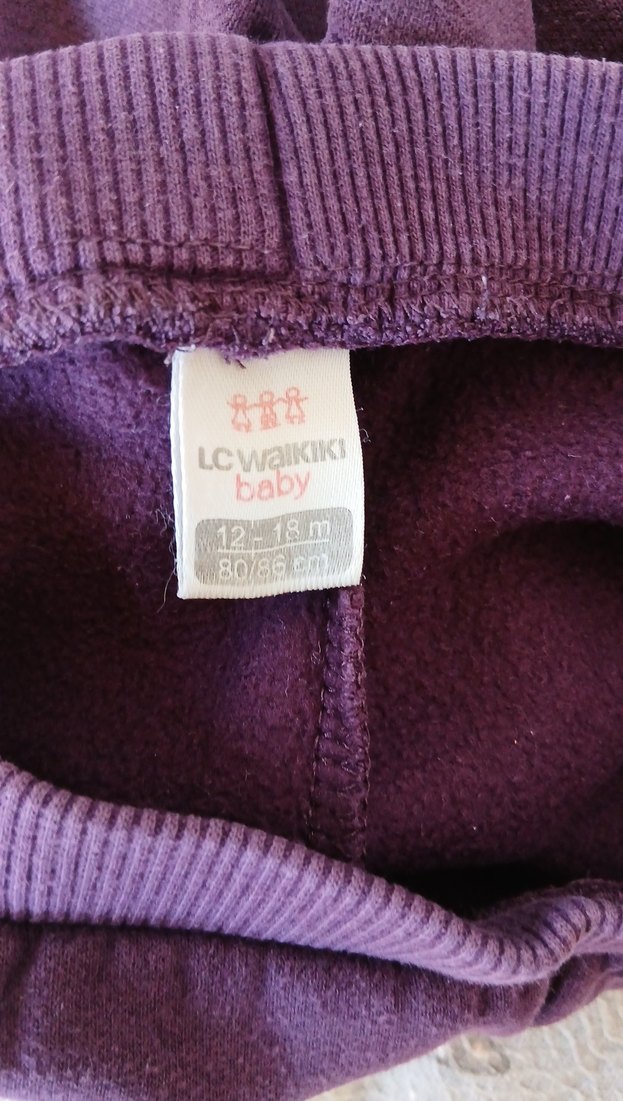 LC WAIKIKI
baby
12 - 18 m
80/86 cm